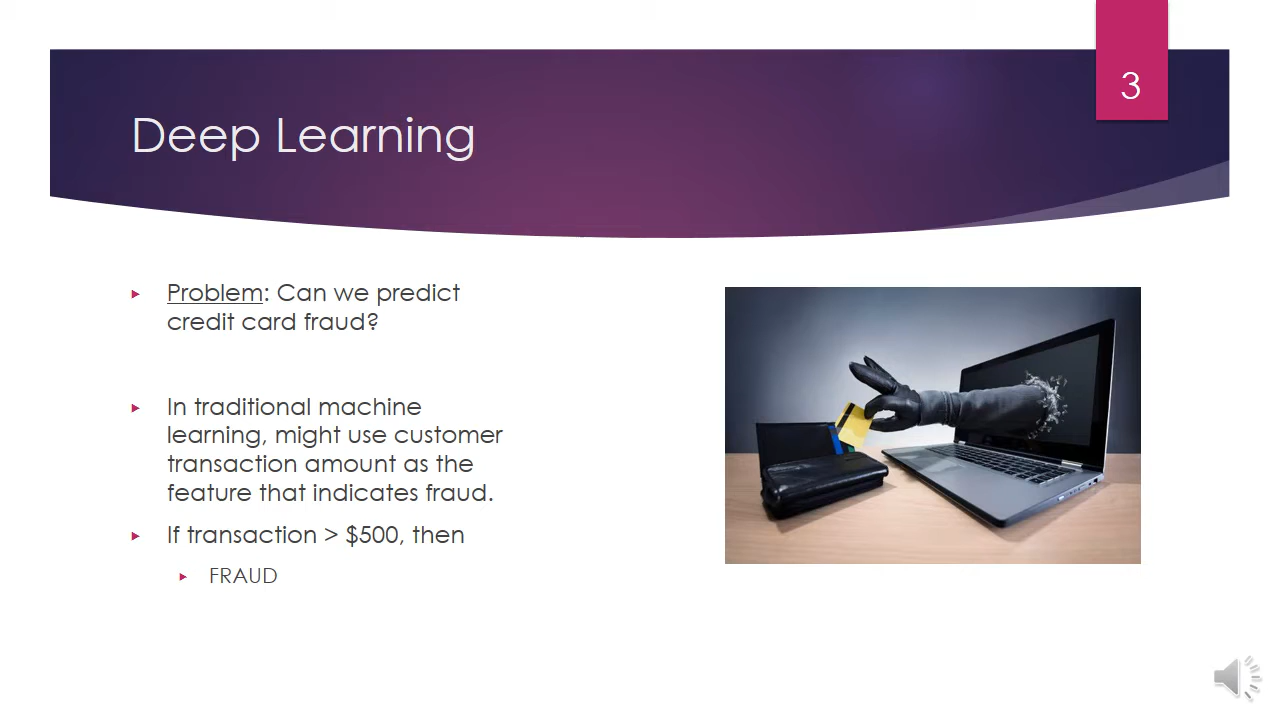 3
Deep Learning
Problem: Can we predict
credit card fraud?
In traditional machine
learning, might use customer
transaction amount as the
feature that indicates fraud.
If transaction > $500, then
FRAUD